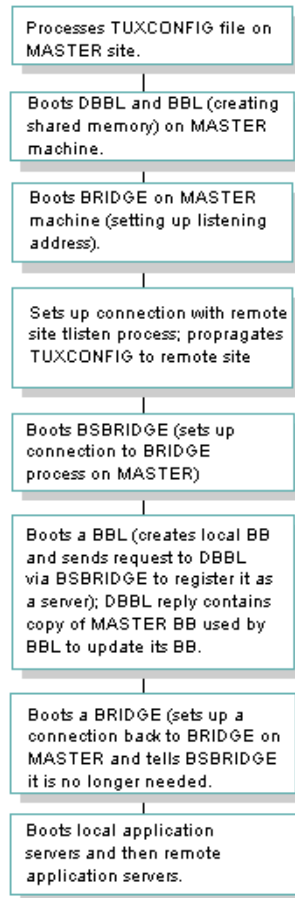 Processes TUXCONFIG file on
MASTER site.
Boots DBBL and BBL (creating
shared memory) on MASTER
machine.
Boots BRIDGE on MASTER
machine (setting up listening
address).
Sets up connection with remote
site tlisten process; propragates
TUXCONFIG to remote site
Boots BSBRIDGE (sets up
connection to BRIDGE
process on MASTER)
Boots a BBL (creates local BB
and sends request to DBBL
via BSBRIDGE to register it as
a server); DBBL reply contains
copy of MASTER BB used by
BBL to update its BB.
Boots a BRIDGE (sets up a
connection back to BRIDGE on
MASTER and tells BSBRIDGE
it is no longer needed.
Boots local application
servers and then remote
application servers.